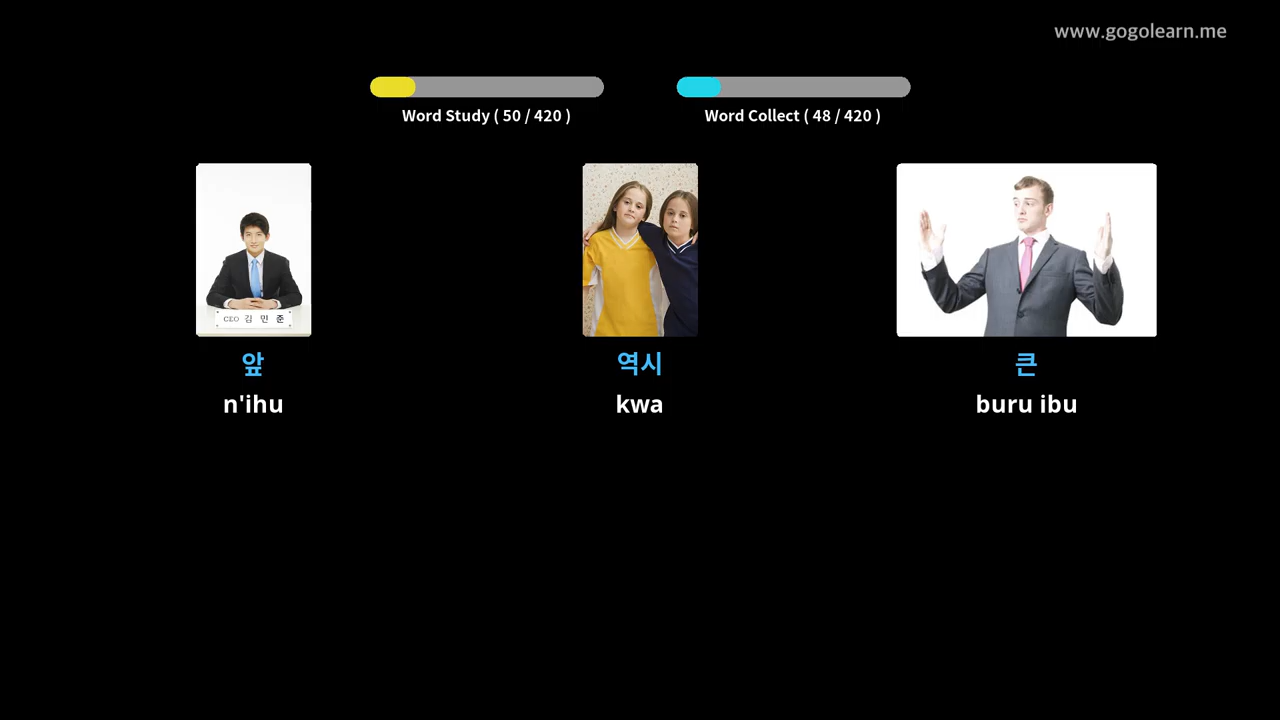 www.gogolearn.me
Word Study ( 50 / 420 )
Word Collect ( 48 / 420 )
CEO 김 민 준
앞
역시
큰
n'ihu
kwa
buru ibu